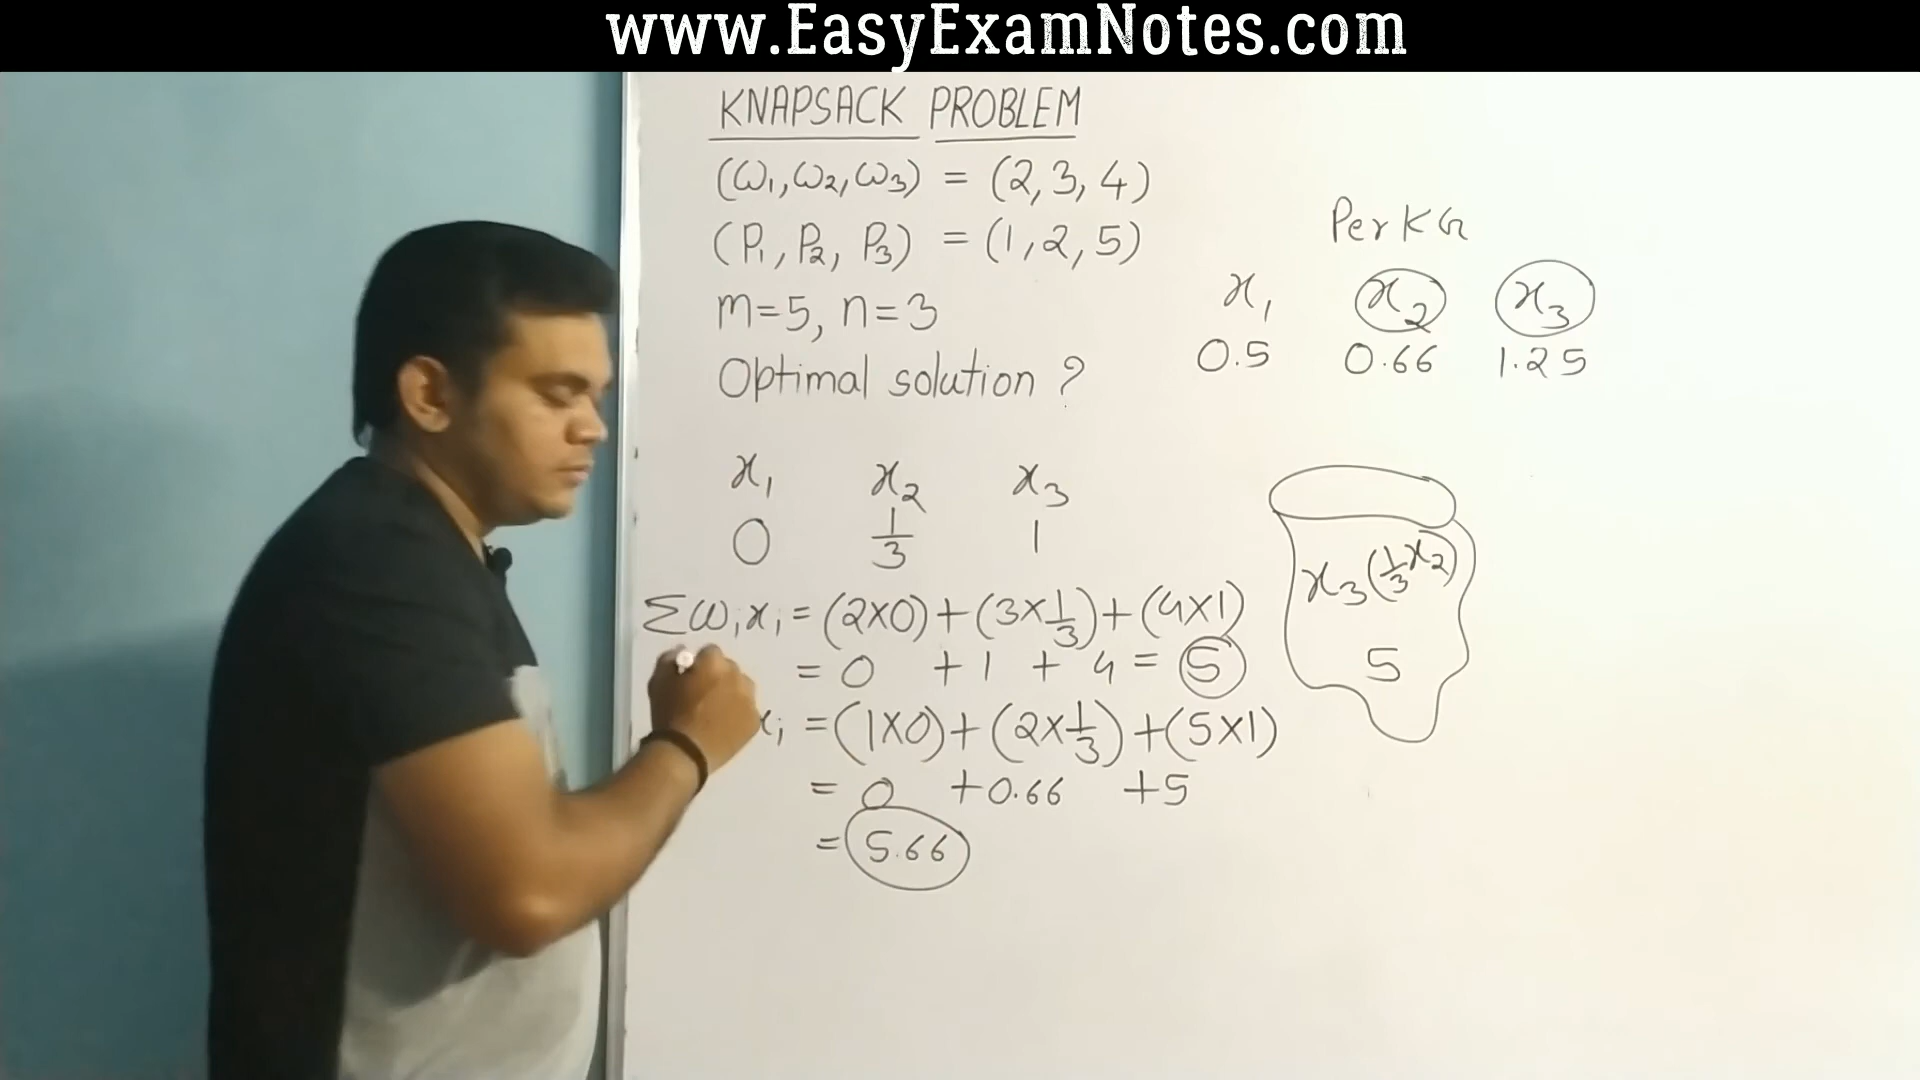 www.EasyExamNotes.com
KNAPSACK PROBLEM
(ω1, ω2, ω3) = (2, 3, 4)
(P1, P2, P3) = (1, 2, 5)
m=5, n=3
Optimal solution ?
Per KG
x1 x2 x3
0.5 0.66 1.25
x1 x2 x3
0 1/3 1
Σωixi = (2×0)+(3×1/3)+(4×1)
= 0 +1 + 4 = 5
xi = (1×0)+(2×1/3)+(5×1)
= 0 +0.66 +5
= 5.66
x3(1/3 x2)
5